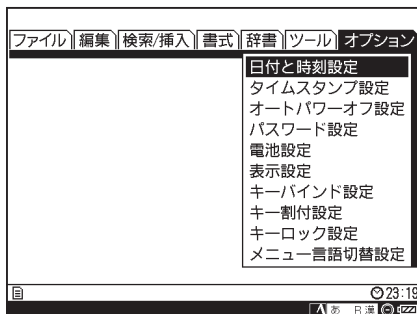 ファイル 編集 検索/挿入 書式 辞書 ツール オプション
日付と時刻設定
タイムスタンプ設定
オートパワーオフ設定
パスワード設定
電池設定
表示設定
キーバインド設定
キー割付設定
キーロック設定
メニュー言語切替設定
23:19
あ R漢